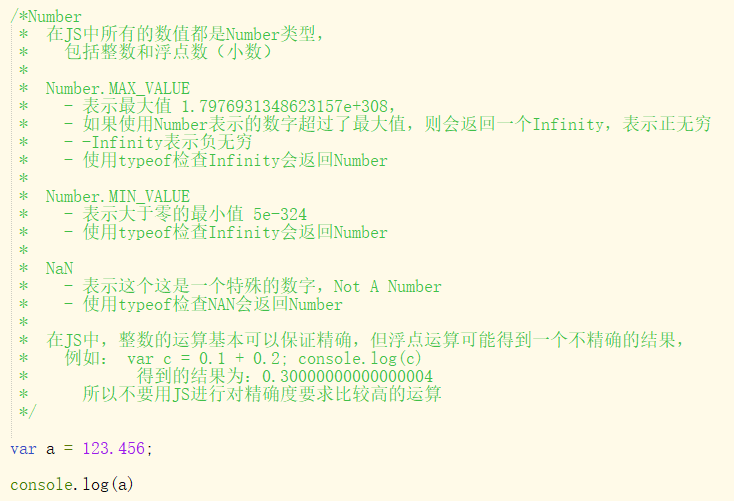 /*Number
 *  在JS中所有的数值都是Number类型，
 *    包括整数和浮点数（小数）
 *
 *  Number.MAX_VALUE
 *    - 表示最大值 1.7976931348623157e+308，
 *    - 如果使用Number表示的数字超过了最大值，则会返回一个Infinity，表示正无穷
 *    - -Infinity表示负无穷
 *    - 使用typeof检查Infinity会返回Number
 *
 *  Number.MIN_VALUE
 *    - 表示大于零的最小值 5e-324
 *    - 使用typeof检查Infinity会返回Number
 *
 *  NaN
 *    - 表示这个这是一个特殊的数字，Not A Number
 *    - 使用typeof检查NAN会返回Number
 *
 *  在JS中，整数的运算基本可以保证精确，但浮点运算可能得到一个不精确的结果，
 *    例如： var c = 0.1 + 0.2; console.log(c)
 *            得到的结果为：0.30000000000000004
 *      所以不要用JS进行对精确度要求比较高的运算
 */
var a = 123.456;
console.log(a)